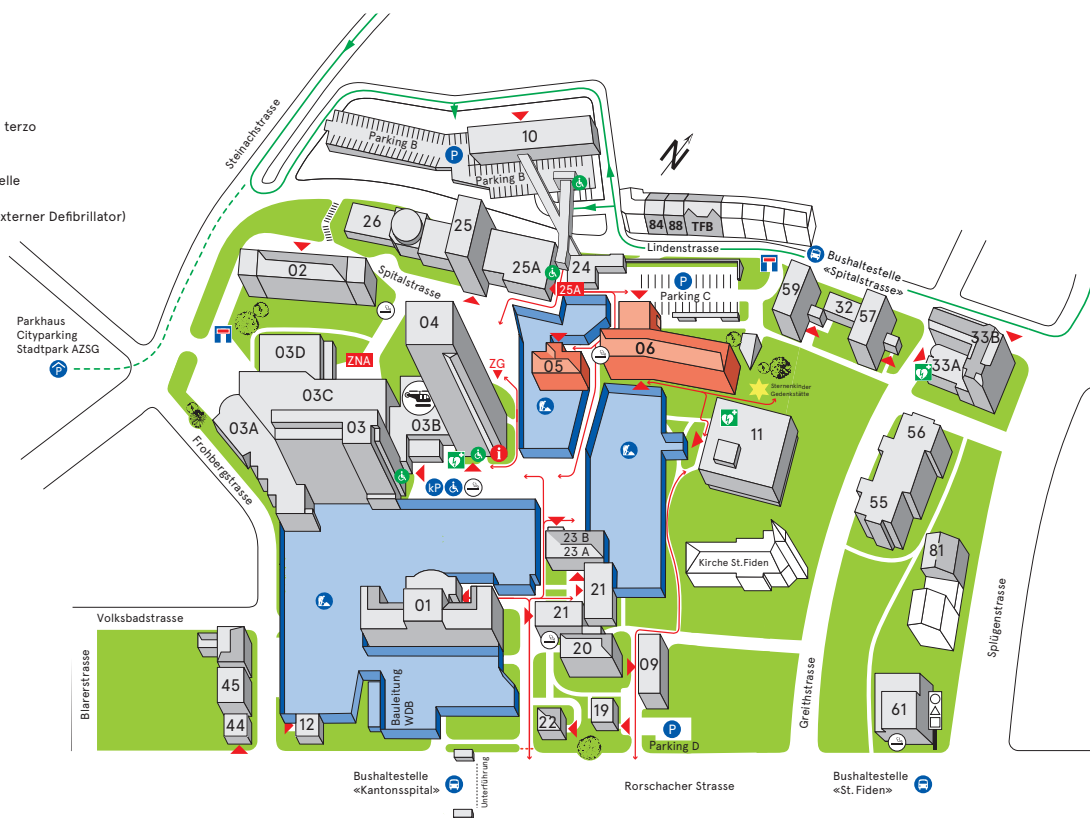 terzo
elle
xterner Defibrillator)
Steinachstrasse
Parking B
P
10
Parking B
N
84 88 TFB
Lindenstrasse
Bushaltestelle
«Spitalstrasse»
26
25
25A
24
25A
P
Parking C
02
Spitalstrasse
59
32
57
33B
33A
Parkhaus
Cityparking
Stadtpark AZSG
P
04
03D
ZNA
ZG
05
06
Sternenkinder
Gedenkstätte
03C
03A
03
03B
i
kP
11
56
55
Frohbergstrasse
23 B
23 A
Kirche St.Fiden
81
01
21
21
20
09
Volksbadstrasse
Blarerstrasse
45
44
12
Bauleitung
WDB
22
19
P
Parking D
Greithstrasse
Splügenstrasse
61
Bushaltestelle
«Kantonsspital»
Unterführung
Rorschacher Strasse
Bushaltestelle
«St. Fiden»